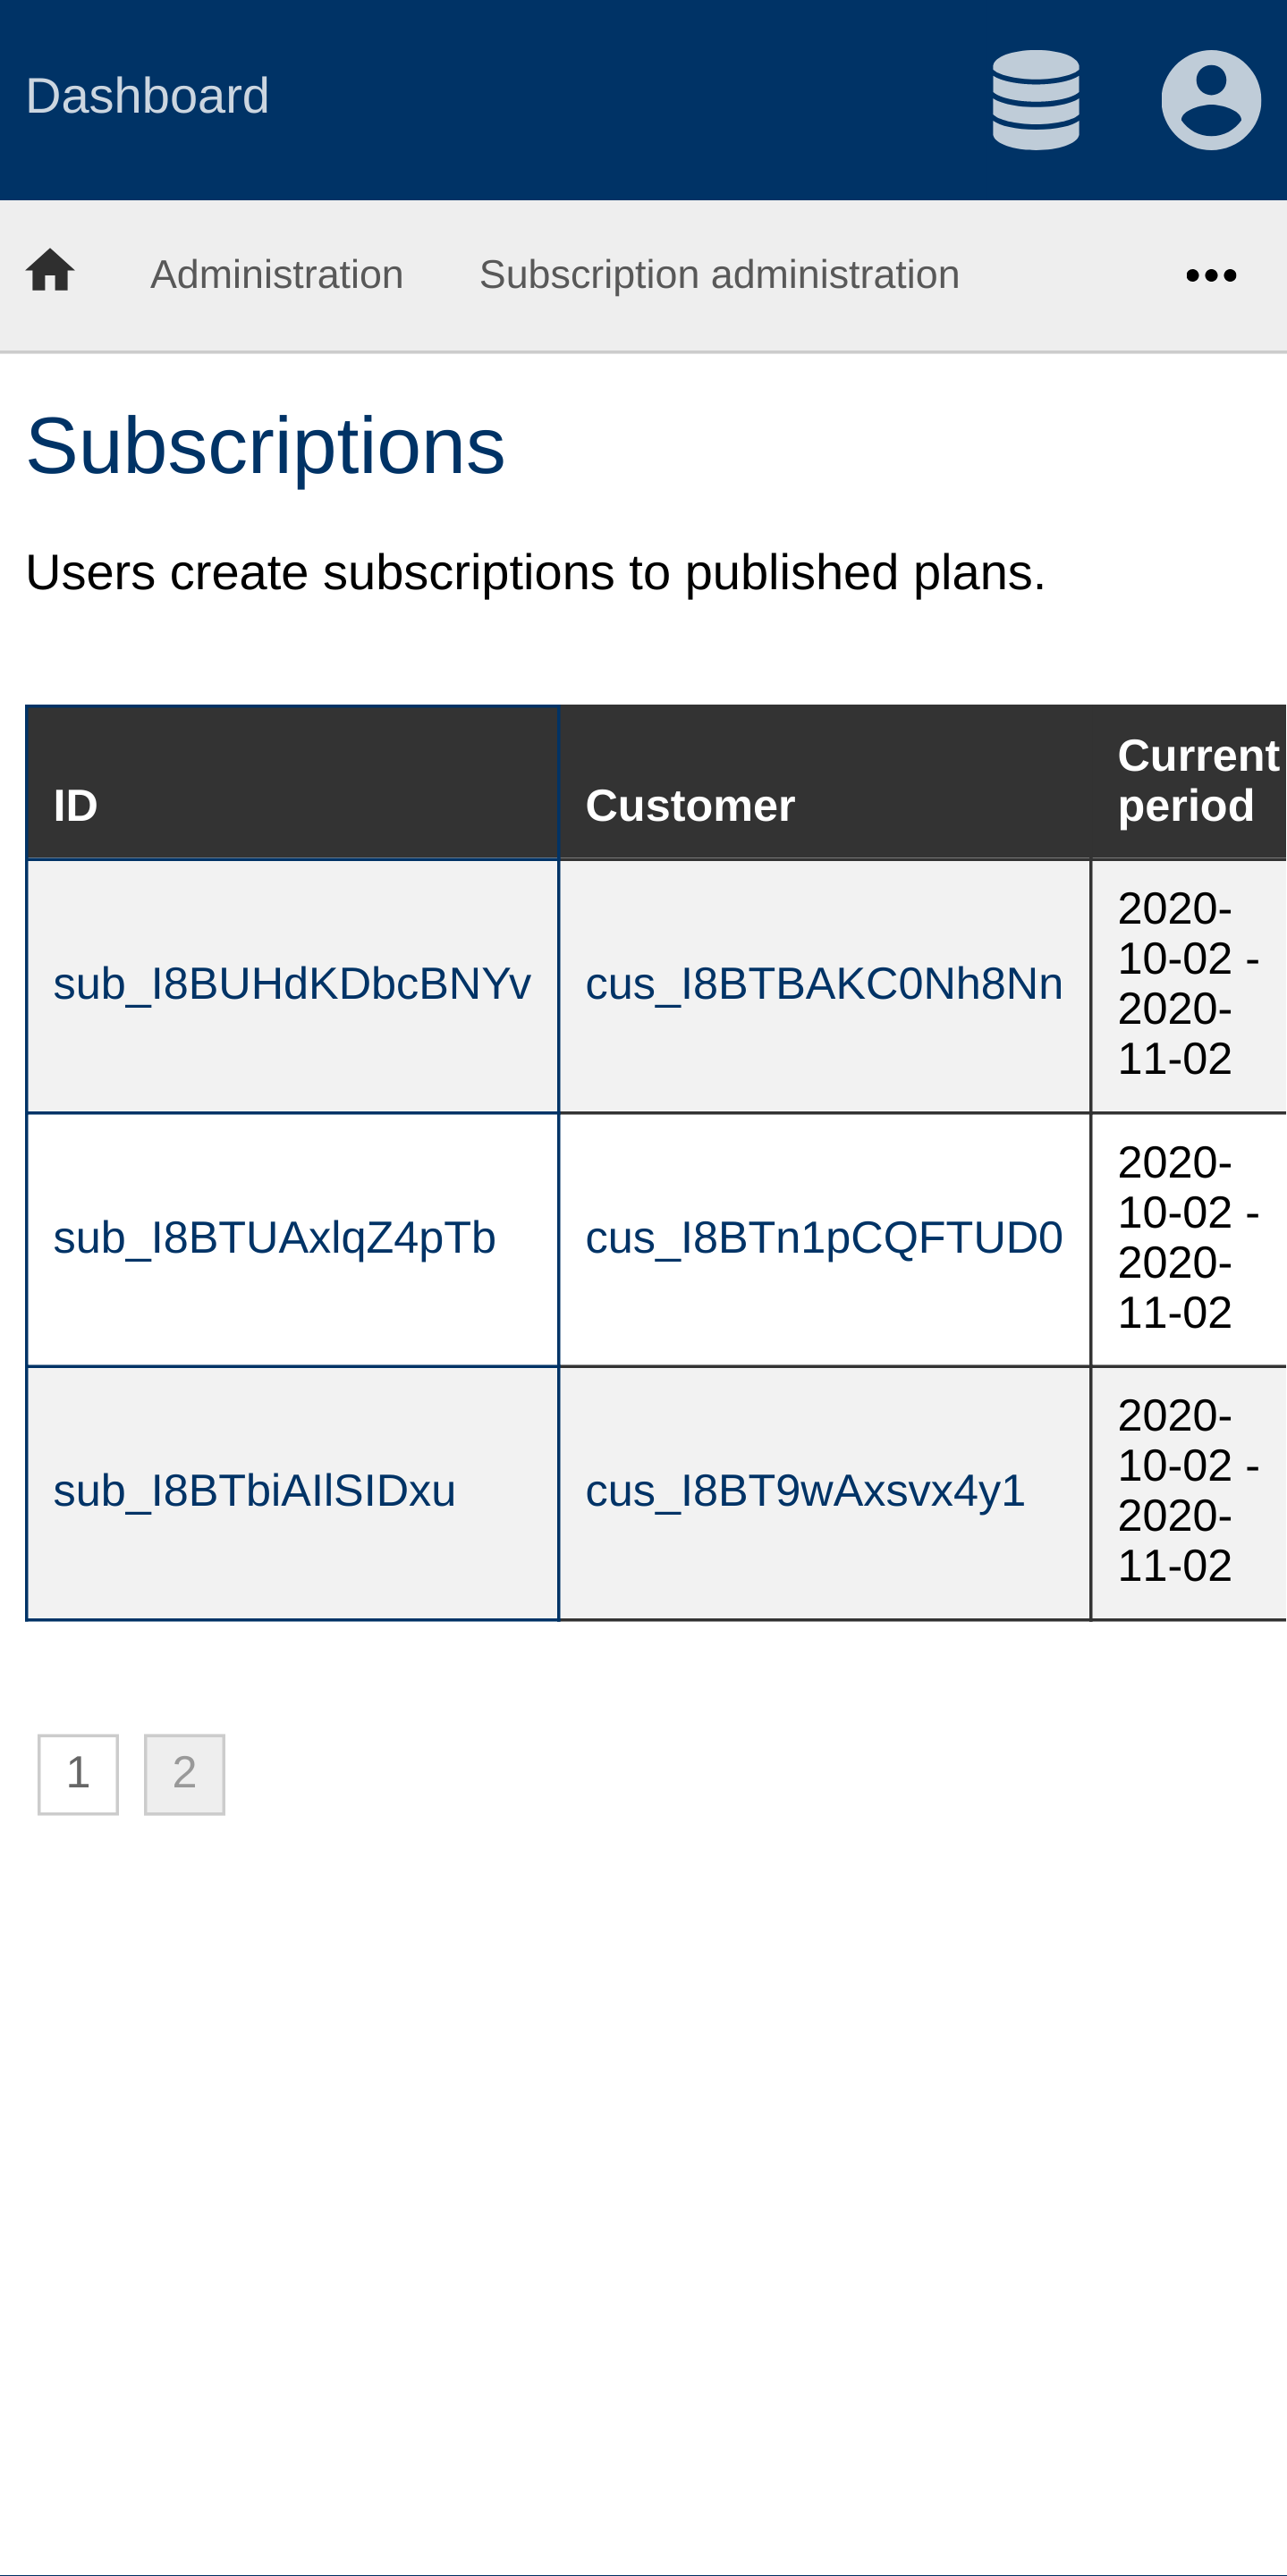 Dashboard
Administration Subscription administration
Subscriptions
Users create subscriptions to published plans.
ID Customer Current period
sub_I8BUHdKDbcBNYv cus_I8BTBAKC0Nh8Nn 2020-10-02 - 2020-11-02
sub_I8BTUAxlqZ4pTb cus_I8BTn1pCQFTUD0 2020-10-02 - 2020-11-02
sub_I8BTbiAIlSIDxu cus_I8BT9wAxsvx4y1 2020-10-02 - 2020-11-02
1 2